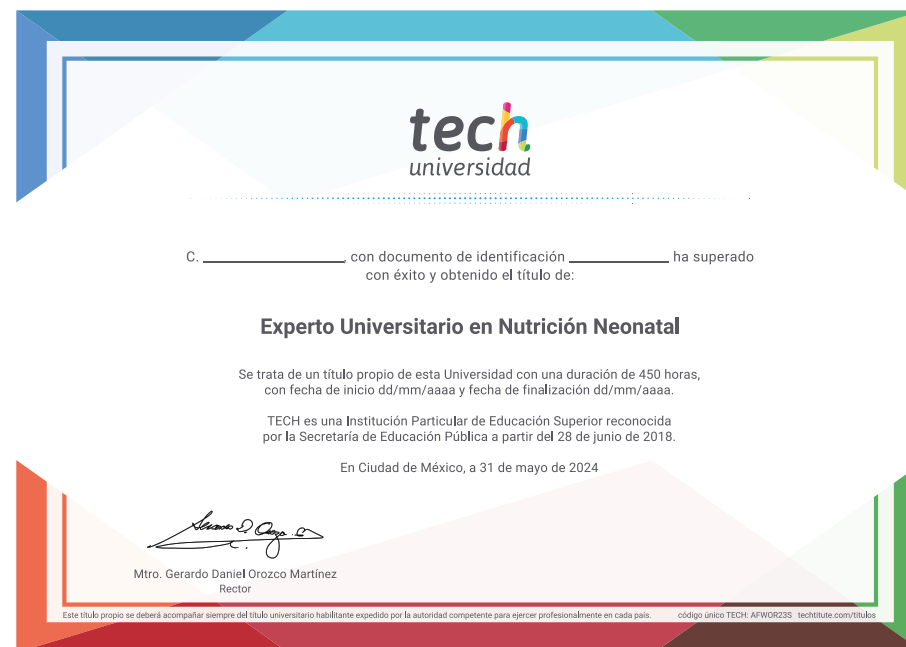 tech
universidad
C. ____________, con documento de identificación ____________ ha superado
con éxito y obtenido el título de:
Experto Universitario en Nutrición Neonatal
Se trata de un título propio de esta Universidad con una duración de 450 horas,
con fecha de inicio dd/mm/aaaa y fecha de finalización dd/mm/aaaa.
TECH es una Institución Particular de Educación Superior reconocida
por la Secretaría de Educación Pública a partir del 28 de junio de 2018.
En Ciudad de México, a 31 de mayo de 2024
Mtro. Gerardo Daniel Orozco Martínez
Rector
Este título propio se deberá acompañar siempre del título universitario habilitante expedido por la autoridad competente para ejercer profesionalmente en cada país. código único TECH: AFWOR23S techtitute.com/titulos